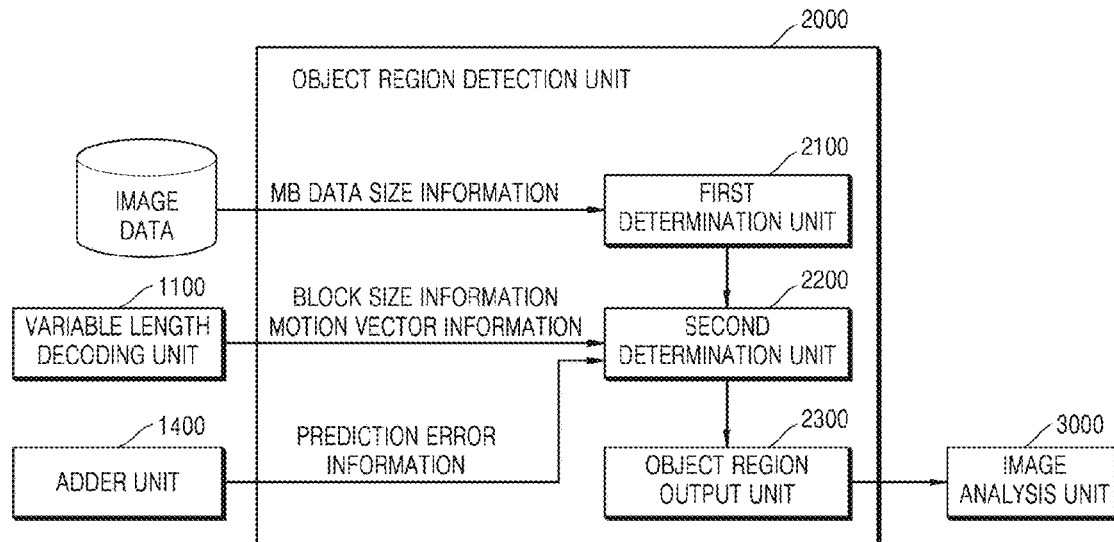 2000
OBJECT REGION DETECTION UNIT
2100
IMAGE
DATA
MB DATA SIZE INFORMATION
FIRST
DETERMINATION UNIT
1100
VARIABLE LENGTH
DECODING UNIT
BLOCK SIZE INFORMATION
MOTION VECTOR INFORMATION
2200
SECOND
DETERMINATION UNIT
1400
ADDER UNIT
PREDICTION ERROR
INFORMATION
2300
OBJECT REGION
OUTPUT UNIT
3000
IMAGE
ANALYSIS UNIT